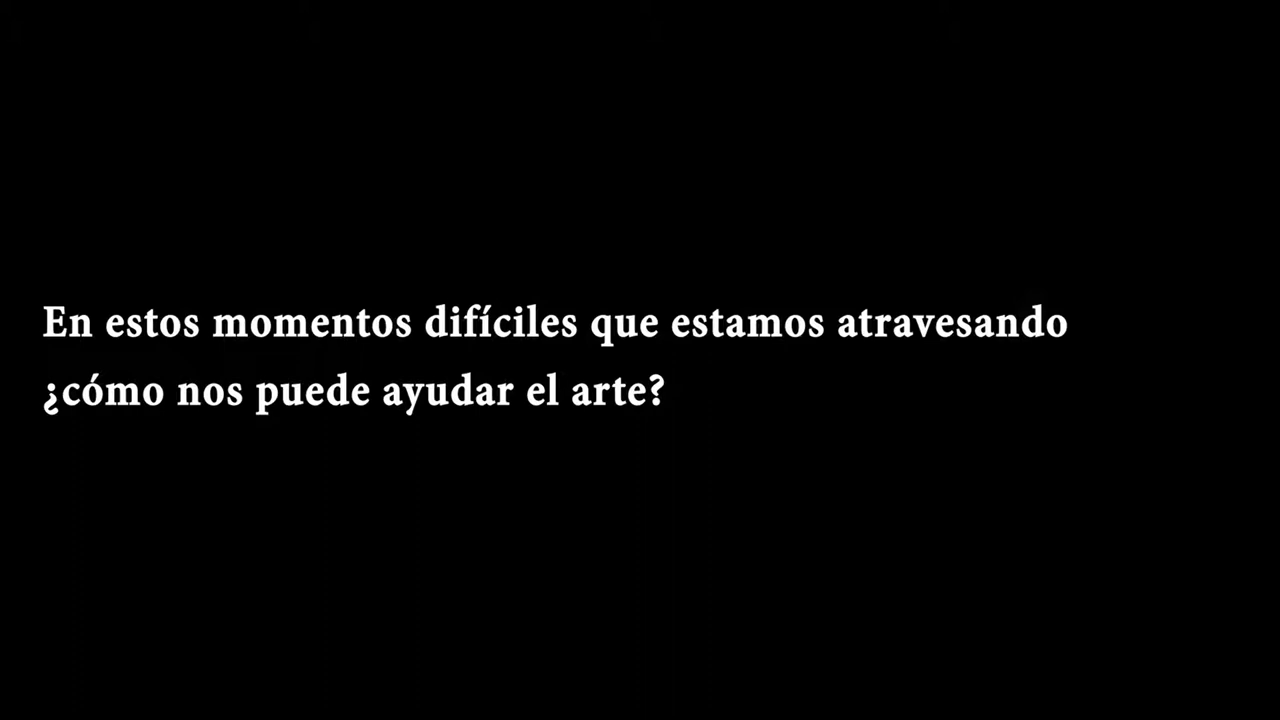 En estos momentos difíciles que estamos atravesando
¿cómo nos puede ayudar el arte?